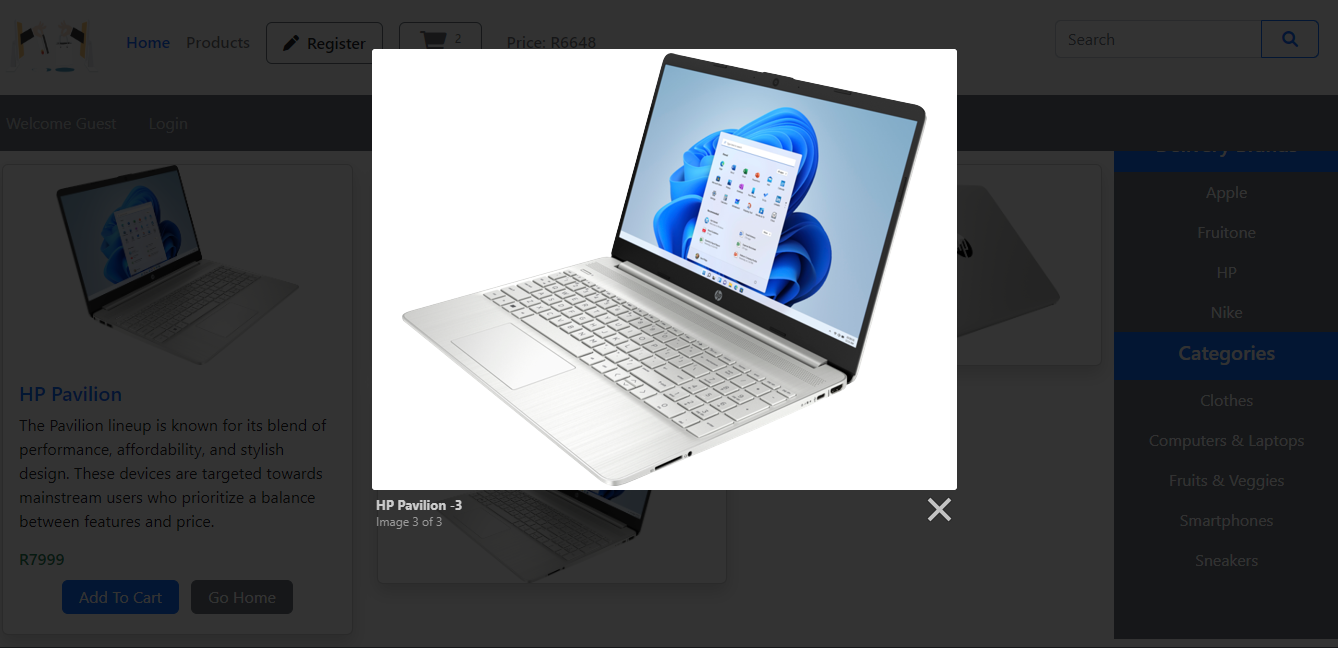 Home
Products
Register
2
Price: R6648
Search
Welcome Guest
Login
HP Pavilion
The Pavilion lineup is known for its blend of
performance, affordability, and stylish
design. These devices are targeted towards
mainstream users who prioritize a balance
between features and price.
R7999
Add To Cart
Go Home
HP Pavilion -3
Image 3 of 3
Delivery Brands
Apple
Fruitone
HP
Nike
Categories
Clothes
Computers & Laptops
Fruits & Veggies
Smartphones
Sneakers